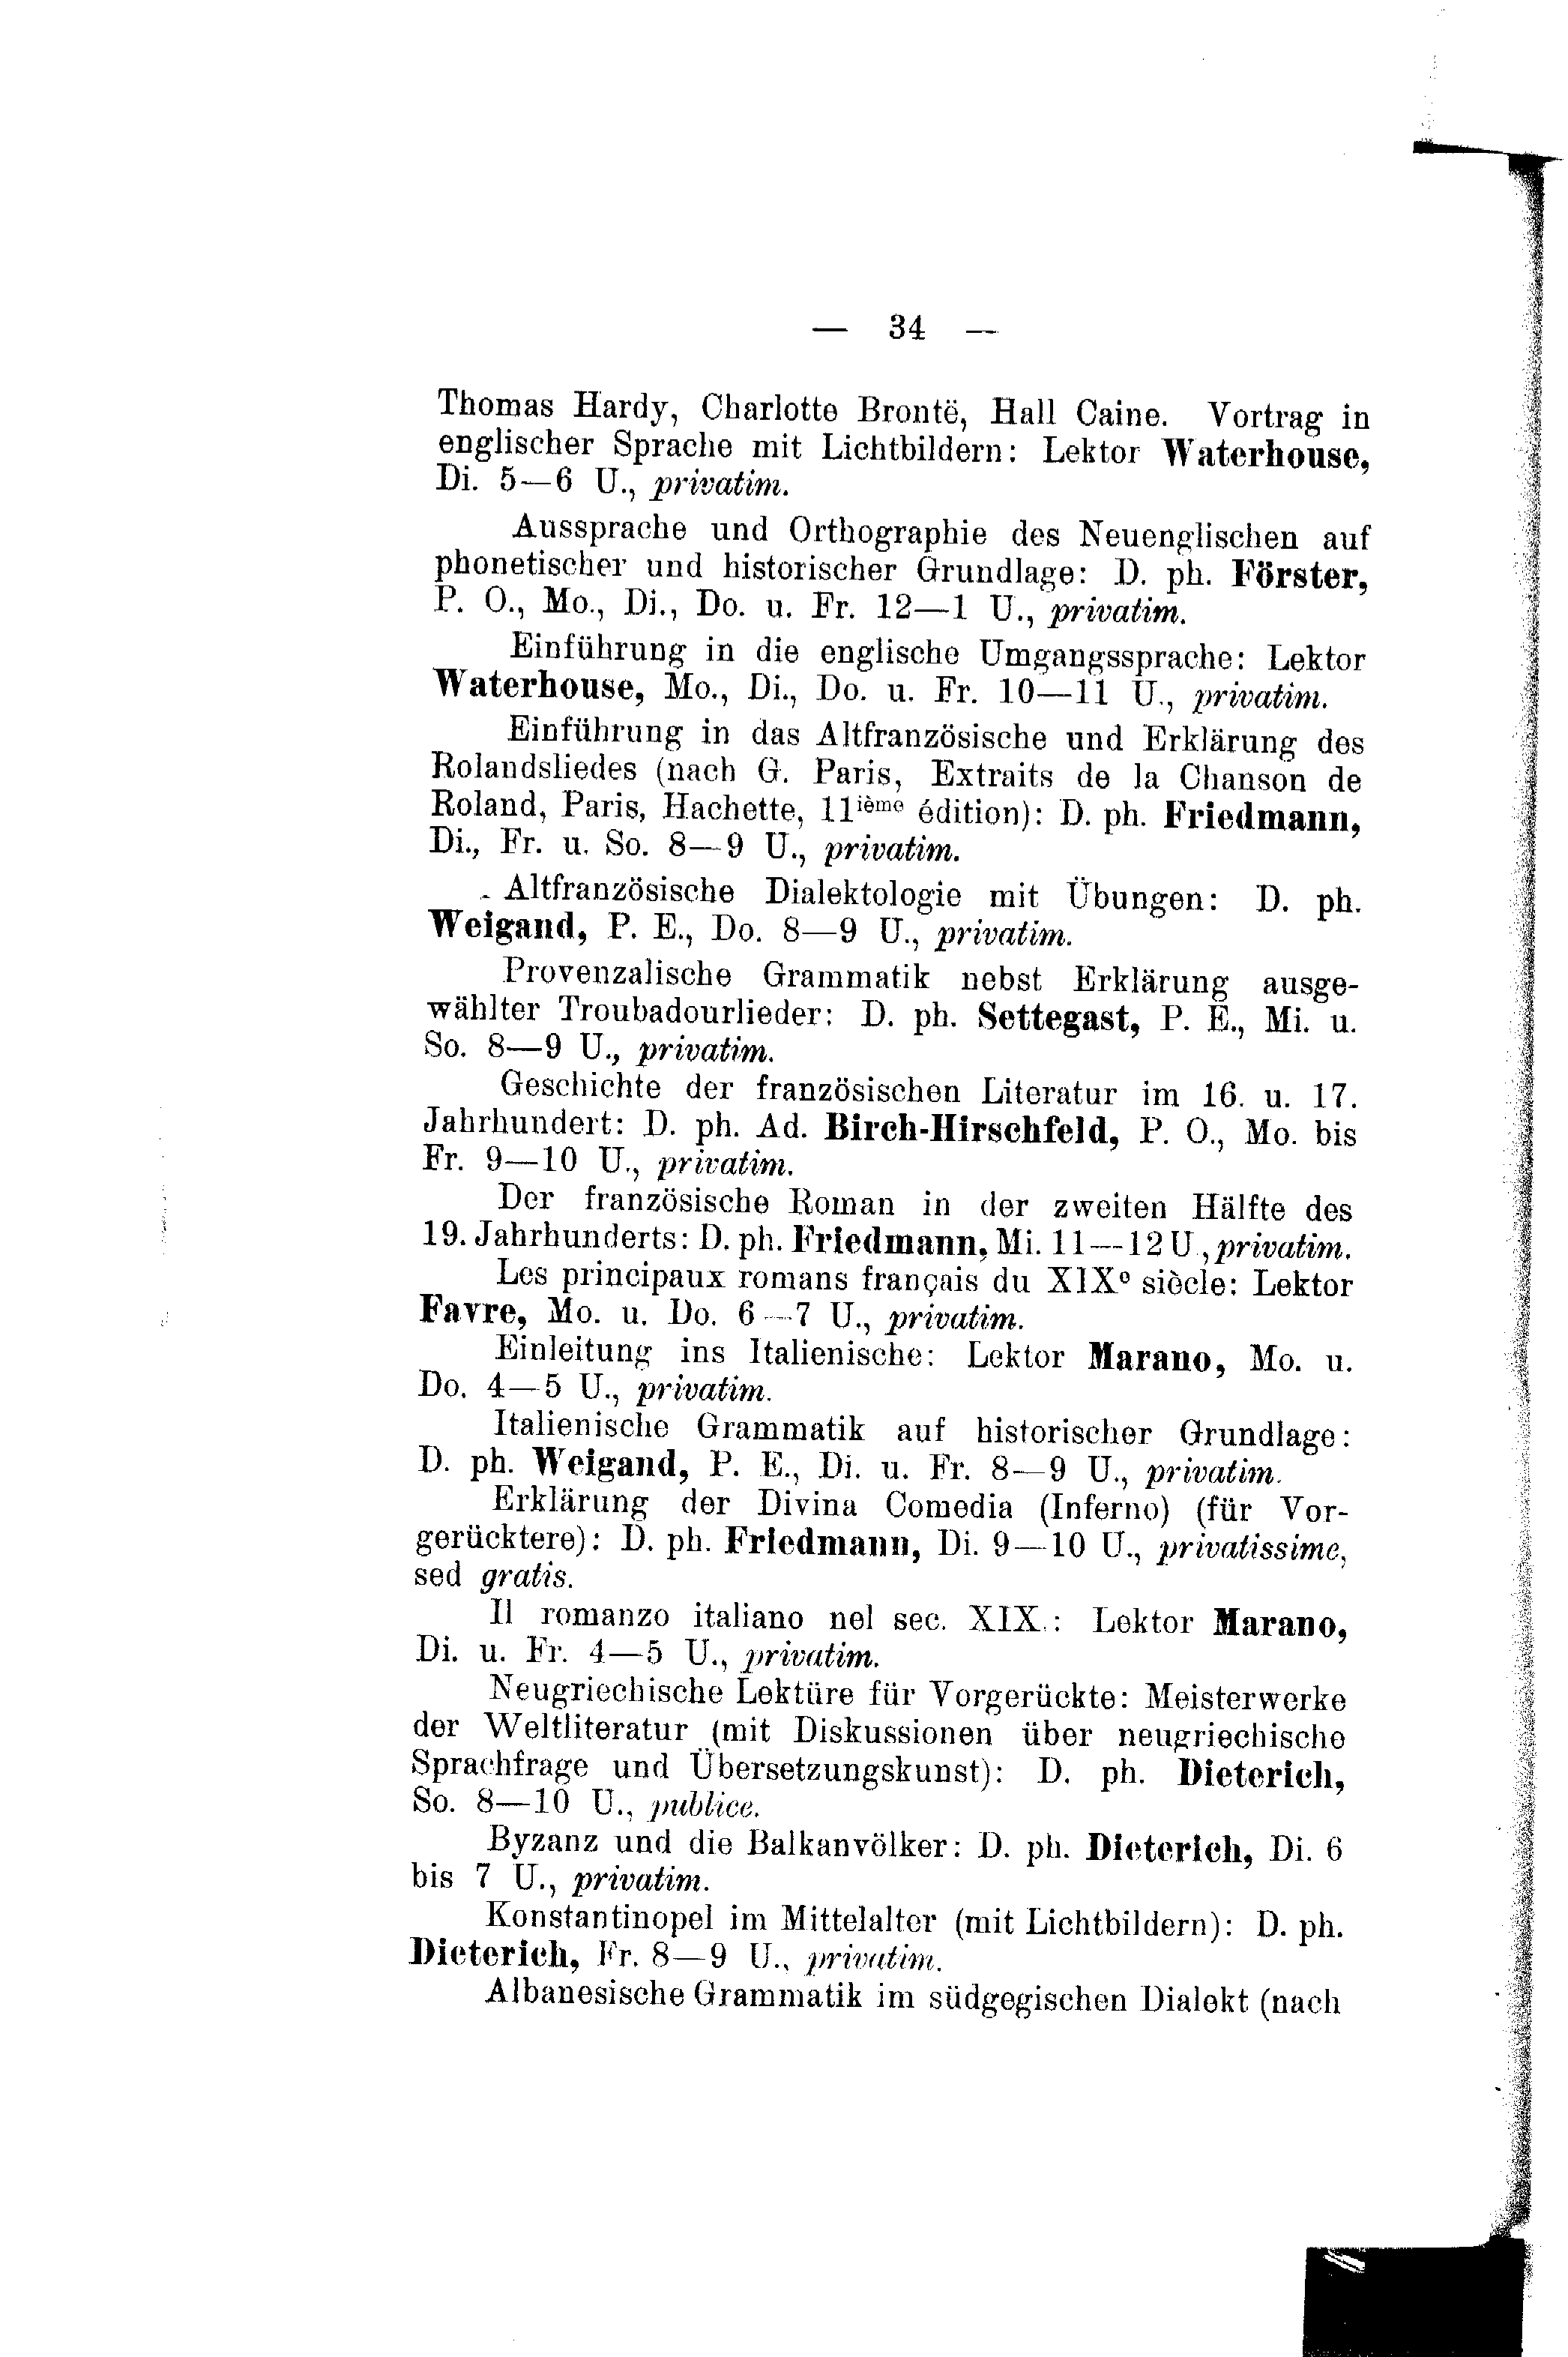 — 34 —
Thomas Hardy, Charlotte Brontë, Hall Caine. Vortrag in
englischer Sprache mit Lichtbildern: Lektor Waterhouse,
Di. 5—6 U., privatim.
Aussprache und Orthographie des Neuenglischen auf
phonetischer und historischer Grundlage: D. ph. Förster,
P. O., Mo., Di., Do. u. Fr. 12—1 U., privatim.
Einführung in die englische Umgangssprache: Lektor
Waterhouse, Mo., Di., Do. u. Fr. 10—11 U., privatim.
Einführung in das Altfranzösische und Erklärung des
Rolandsliedes (nach G. Paris, Extraits de la Chanson de
Roland, Paris, Hachette, 11ième édition): D. ph. Friedmann,
Di., Fr. u. So. 8—9 U., privatim.
Altfranzösische Dialektologie mit Übungen: D. ph.
Weigand, P. E., Do. 8—9 U., privatim.
Provenzalische Grammatik nebst Erklärung ausge-
wählter Troubadourlieder: D. ph. Settegast, P. E., Mi. u.
So. 8—9 U., privatim.
Geschichte der französischen Literatur im 16. u. 17.
Jahrhundert: D. ph. Ad. Birch-Hirschfeld, P. O., Mo. bis
Fr. 9—10 U., privatim.
Der französische Roman in der zweiten Hälfte des
19. Jahrhunderts: D. ph. Friedmann, Mi. 11—12 U., privatim.
Les principaux romans français du XIXe siècle: Lektor
Favre, Mo. u. Do. 6—7 U., privatim.
Einleitung ins Italienische: Lektor Marano, Mo. u.
Do. 4—5 U., privatim.
Italienische Grammatik auf historischer Grundlage:
D. ph. Weigand, P. E., Di. u. Fr. 8—9 U., privatim.
Erklärung der Divina Comedia (Inferno) (für Vor-
gerücktere): D. ph. Friedmann, Di. 9—10 U., privatissime,
sed gratis.
Il romanzo italiano nel sec. XIX.: Lektor Marano,
Di. u. Fr. 4—5 U., privatim.
Neugriechische Lektüre für Vorgerückte: Meisterwerke
der Weltliteratur (mit Diskussionen über neugriechische
Sprachfrage und Übersetzungskunst): D. ph. Dieterich,
So. 8—10 U., publice.
Byzanz und die Balkanvölker: D. ph. Dieterich, Di. 6
bis 7 U., privatim.
Konstantinopel im Mittelalter (mit Lichtbildern): D. ph.
Dieterich, Fr. 8—9 U., privatim.
Albanesische Grammatik im südgegischen Dialekt (nach